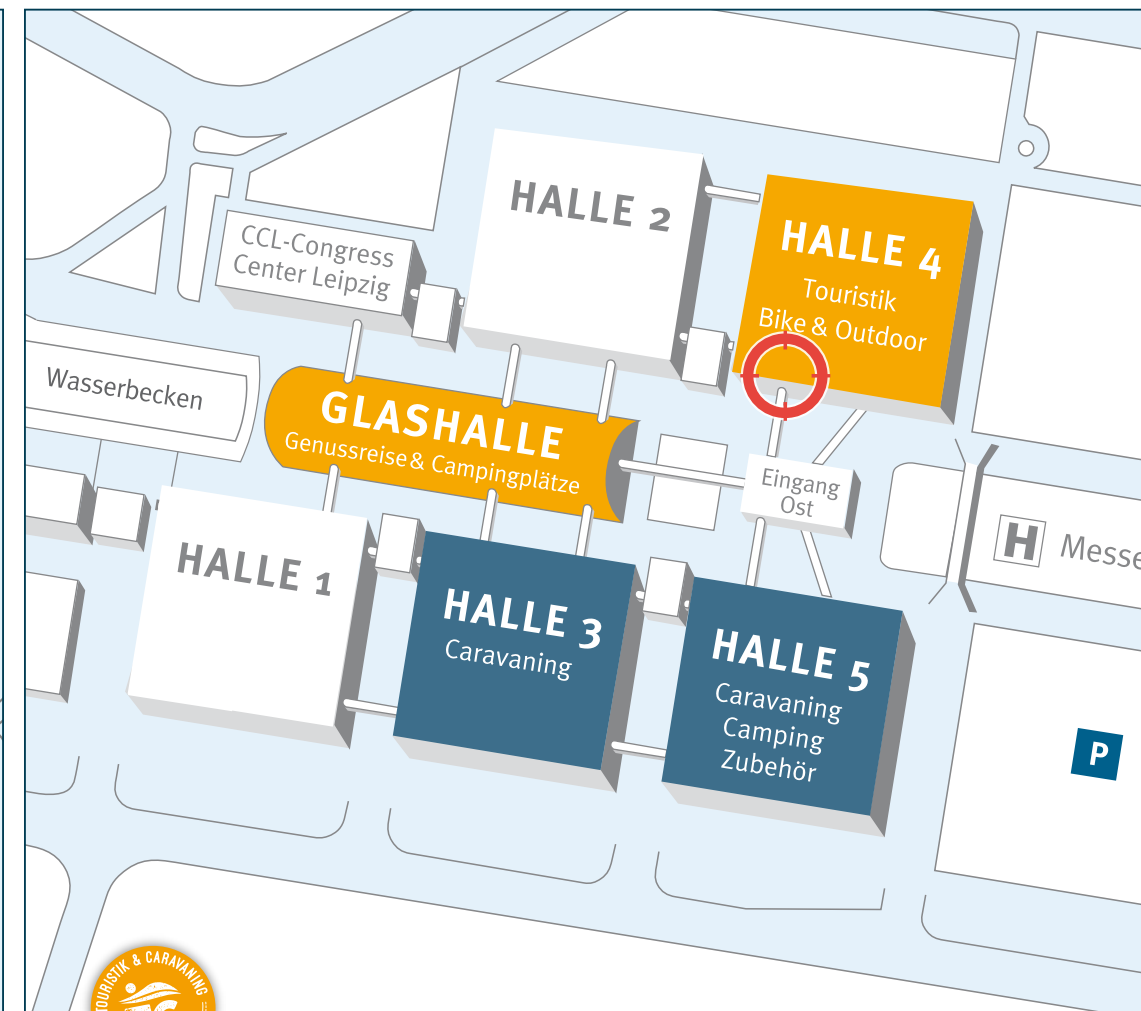 HALLE 2
HALLE 4
Touristik
Bike & Outdoor
CCL-Congress
Center Leipzig
Wasserbecken
GLASHALLE
Genussreise & Campingplätze
Eingang
Ost
H Messe
HALLE 1
HALLE 3
Caravaning
HALLE 5
Caravaning
Camping
Zubehör
P
TOURISTIK & CARAVANING